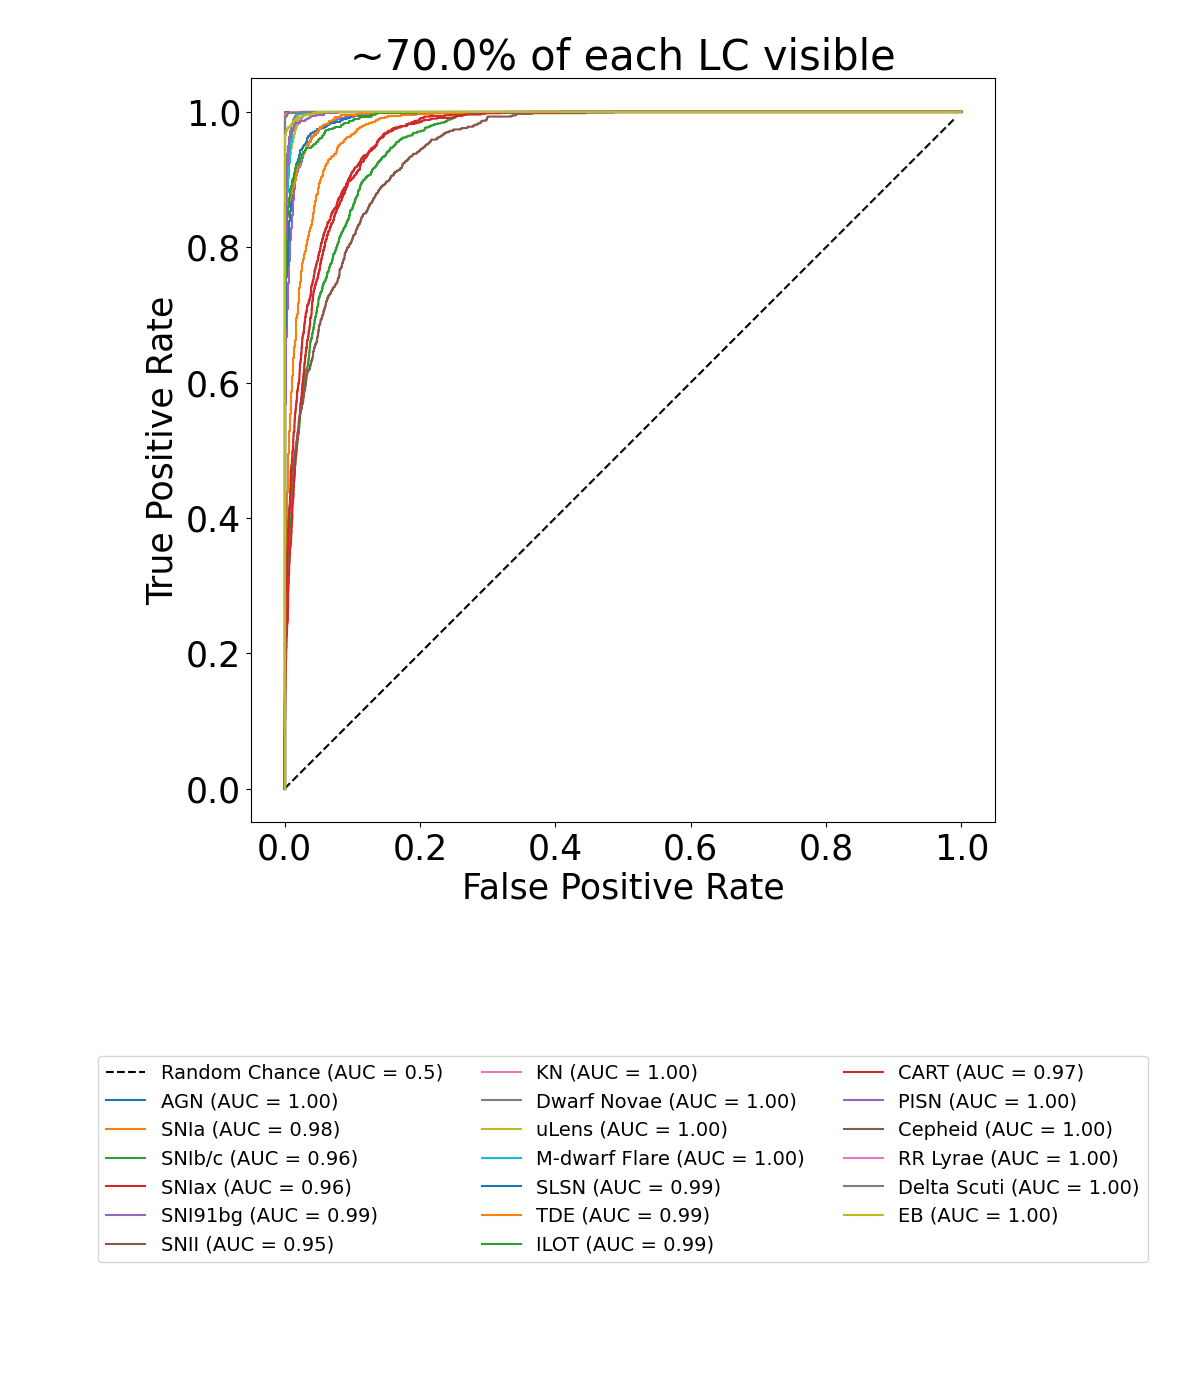 ~70.0% of each LC visible
1.0
0.8
0.6
0.4
0.2
0.0
True Positive Rate
0.0 0.2 0.4 0.6 0.8 1.0
False Positive Rate
Random Chance (AUC = 0.5)
AGN (AUC = 1.00)
SNIa (AUC = 0.98)
SNIb/c (AUC = 0.96)
SNIax (AUC = 0.96)
SNI91bg (AUC = 0.99)
SNII (AUC = 0.95)
KN (AUC = 1.00)
Dwarf Novae (AUC = 1.00)
uLens (AUC = 1.00)
M-dwarf Flare (AUC = 1.00)
SLSN (AUC = 0.99)
TDE (AUC = 0.99)
ILOT (AUC = 0.99)
CART (AUC = 0.97)
PISN (AUC = 1.00)
Cepheid (AUC = 1.00)
RR Lyrae (AUC = 1.00)
Delta Scuti (AUC = 1.00)
EB (AUC = 1.00)